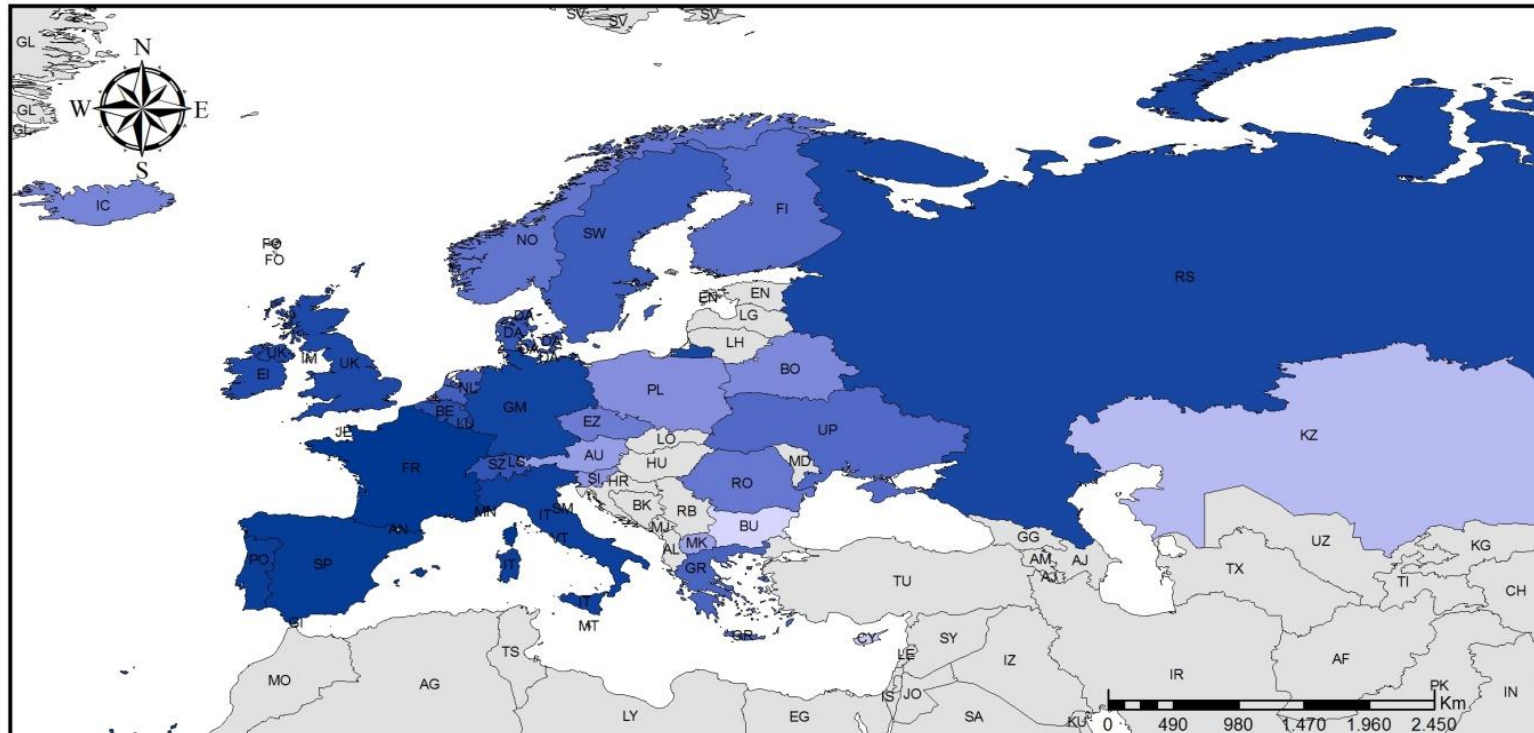 SV SV SV
GL
N
GL
W E
GL
S
IC
FI
NO SW
FO
FO
RS
EN EN
DA
LG
DA DA
LH
DA DA
UK IM UK
BO
EI
NL
PL
GM
BE
LU
EZ
JE
UP
KZ
LO
AU
FR
SZ LS
HU
MD
SI HR
RO
BK RB
MN
SM
IT
BU
AN
MJ
VT
MK
AL
GG
UZ
KG
PO
SP
IT
GR
AM
AJ
AJ
TU
TX
TI
CH
IT
GI
MT
GR
CY
SY
TS
LE
IZ
AF
MO
AG
IR
PK
IN
IS
JO
LY
EG
SA
KU
Km
0 490 980 1.470 1.960 2.450